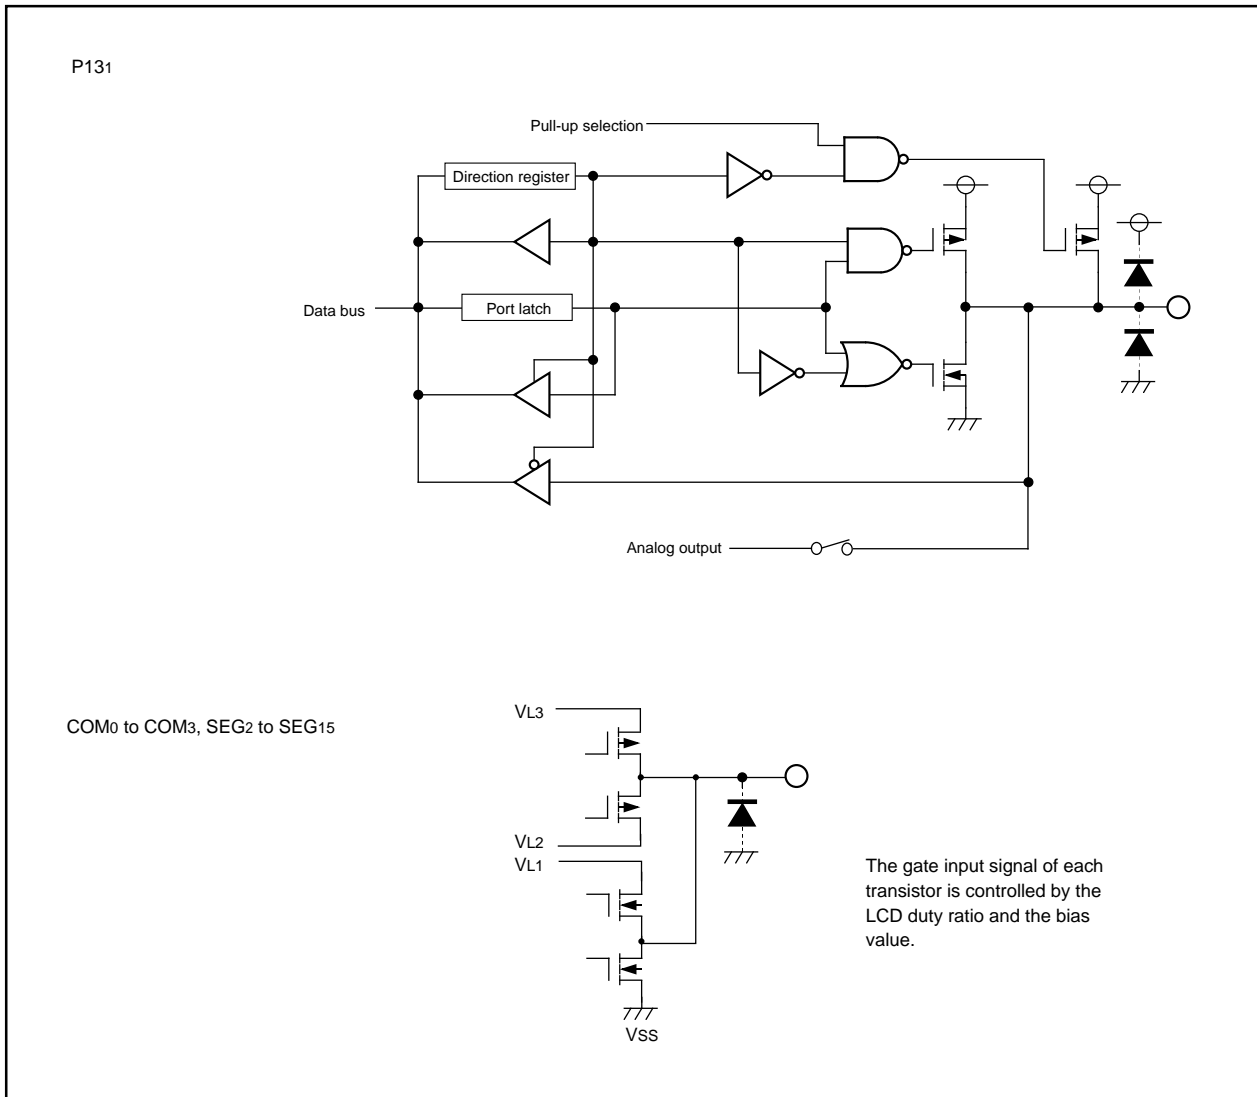 P131
Pull-up selection
Direction register
Data bus
Port latch
Analog output
COM0 to COM3, SEG2 to SEG15
VL3
VL2
VL1
VSS
The gate input signal of each
transistor is controlled by the
LCD duty ratio and the bias
value.